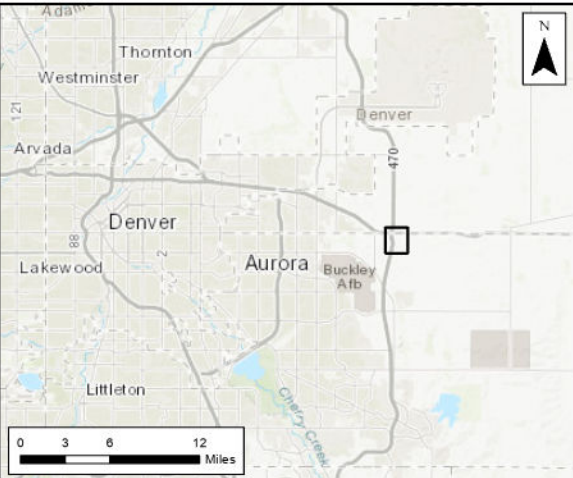 Adams
N
Thornton
Westminster
121
Denver
Arvada
470
Denver
88
2
Aurora
Lakewood
Buckley
Afb
Littleton
Cherry Creek
0 3 6 12
Miles